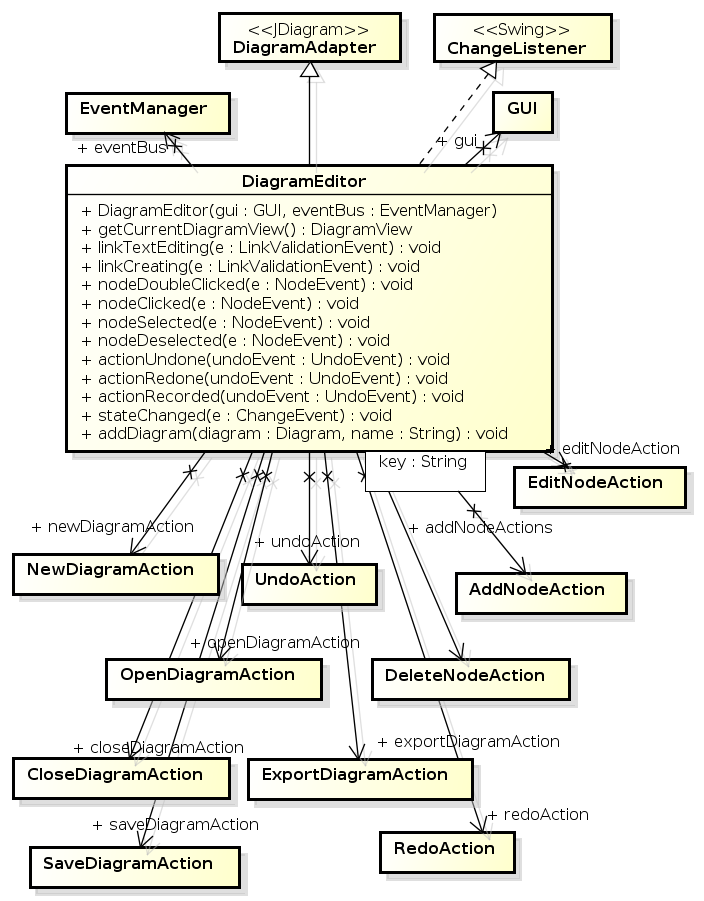 <<JDiagram>>
DiagramAdapter
<<Swing>>
ChangeListener
EventManager
GUI
+ eventBus
+ gui
DiagramEditor
+ DiagramEditor(gui : GUI, eventBus : EventManager)
+ getCurrentDiagramView() : DiagramView
+ linkTextEditing(e : LinkValidationEvent) : void
+ linkCreating(e : LinkValidationEvent) : void
+ nodeDoubleClicked(e : NodeEvent) : void
+ nodeClicked(e : NodeEvent) : void
+ nodeSelected(e : NodeEvent) : void
+ nodeDeselected(e : NodeEvent) : void
+ actionUndone(undoEvent : UndoEvent) : void
+ actionRedone(undoEvent : UndoEvent) : void
+ actionRecorded(undoEvent : UndoEvent) : void
+ stateChanged(e : ChangeEvent) : void
+ addDiagram(diagram : Diagram, name : String) : void
+ editNodeAction
key : String
EditNodeAction
+ newDiagramAction
+ addNodeActions
+ undoAction
NewDiagramAction
UndoAction
AddNodeAction
+ openDiagramAction
OpenDiagramAction
DeleteNodeAction
+ closeDiagramAction
+ exportDiagramAction
CloseDiagramAction
ExportDiagramAction
+ saveDiagramAction
+ redoAction
SaveDiagramAction
RedoAction